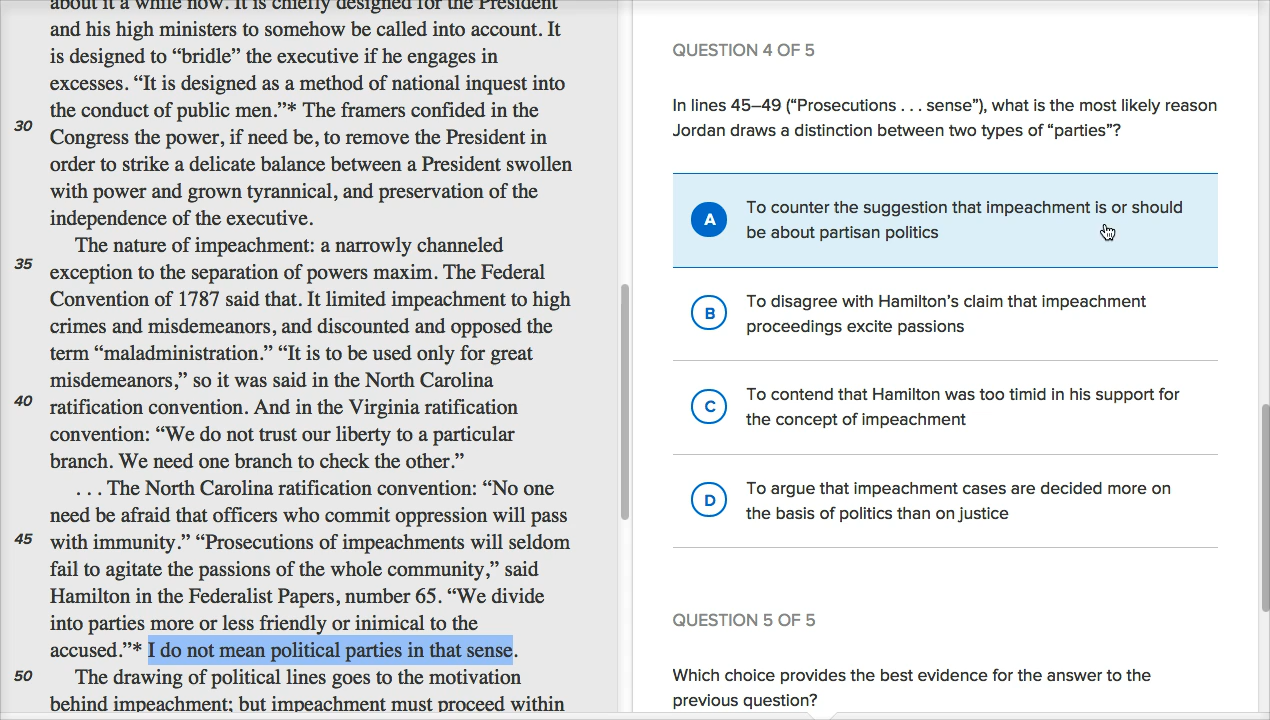 about it a while now. It is chiefly designed for the President
and his high ministers to somehow be called into account. It
is designed to “bridle” the executive if he engages in
excesses. “It is designed as a method of national inquest into
30 the conduct of public men.”* The framers confided in the
Congress the power, if need be, to remove the President in
order to strike a delicate balance between a President swollen
with power and grown tyrannical, and preservation of the
independence of the executive.
The nature of impeachment: a narrowly channeled
35 exception to the separation of powers maxim. The Federal
Convention of 1787 said that. It limited impeachment to high
crimes and misdemeanors, and discounted and opposed the
term “maladministration.” “It is to be used only for great
misdemeanors,” so it was said in the North Carolina
40 ratification convention. And in the Virginia ratification
convention: “We do not trust our liberty to a particular
branch. We need one branch to check the other.”
. . . The North Carolina ratification convention: “No one
need be afraid that officers who commit oppression will pass
45 with immunity.” “Prosecutions of impeachments will seldom
fail to agitate the passions of the whole community,” said
Hamilton in the Federalist Papers, number 65. “We divide
into parties more or less friendly or inimical to the
accused.”* I do not mean political parties in that sense.
50 The drawing of political lines goes to the motivation
behind impeachment; but impeachment must proceed within
QUESTION 4 OF 5
In lines 45–49 (“Prosecutions . . . sense”), what is the most likely reason
Jordan draws a distinction between two types of “parties”?
A To counter the suggestion that impeachment is or should
be about partisan politics
B To disagree with Hamilton’s claim that impeachment
proceedings excite passions
C To contend that Hamilton was too timid in his support for
the concept of impeachment
D To argue that impeachment cases are decided more on
the basis of politics than on justice
QUESTION 5 OF 5
Which choice provides the best evidence for the answer to the
previous question?